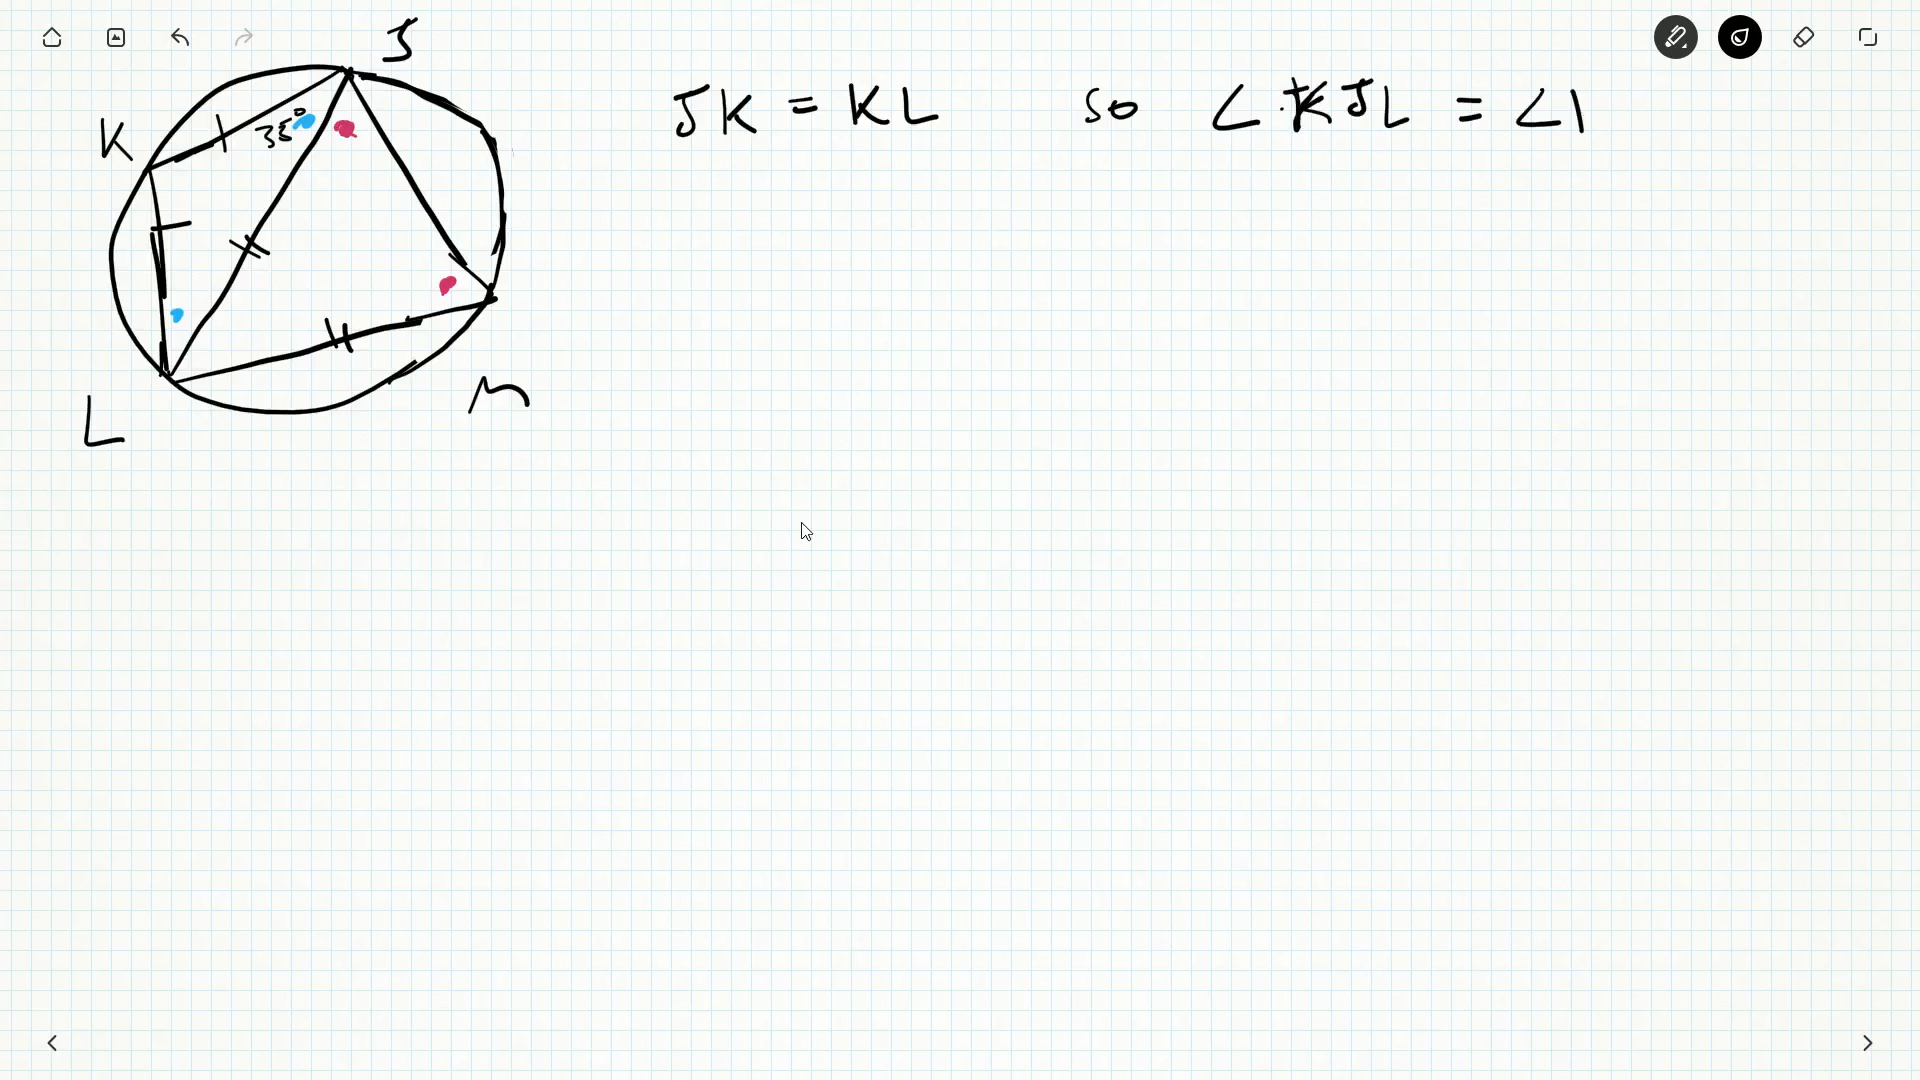 J
K
35°
L
M
JK = KL so ∠KJL = ∠1